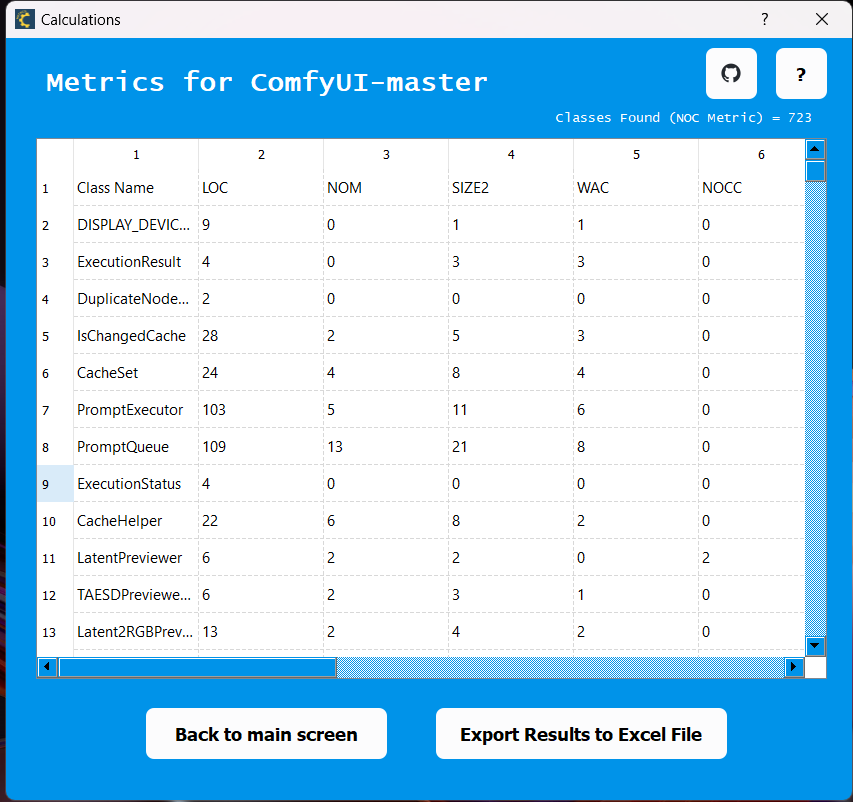 Calculations ? ×
Metrics for ComfyUI-master
?
Classes Found (NOC Metric) = 723
1 2 3 4 5 6
1 Class Name LOC NOM SIZE2 WAC NOCC
2 DISPLAY_DEVIC... 9 0 1 1 0
3 ExecutionResult 4 0 3 3 0
4 DuplicateNode... 2 0 0 0 0
5 IsChangedCache 28 2 5 3 0
6 CacheSet 24 4 8 4 0
7 PromptExecutor 103 5 11 6 0
8 PromptQueue 109 13 21 8 0
9 ExecutionStatus 4 0 0 0 0
10 CacheHelper 22 6 8 2 0
11 LatentPreviewer 6 2 2 0 2
12 TAESDPreviewe... 6 2 3 1 0
13 Latent2RGBPrev... 13 2 4 2 0
Back to main screen
Export Results to Excel File